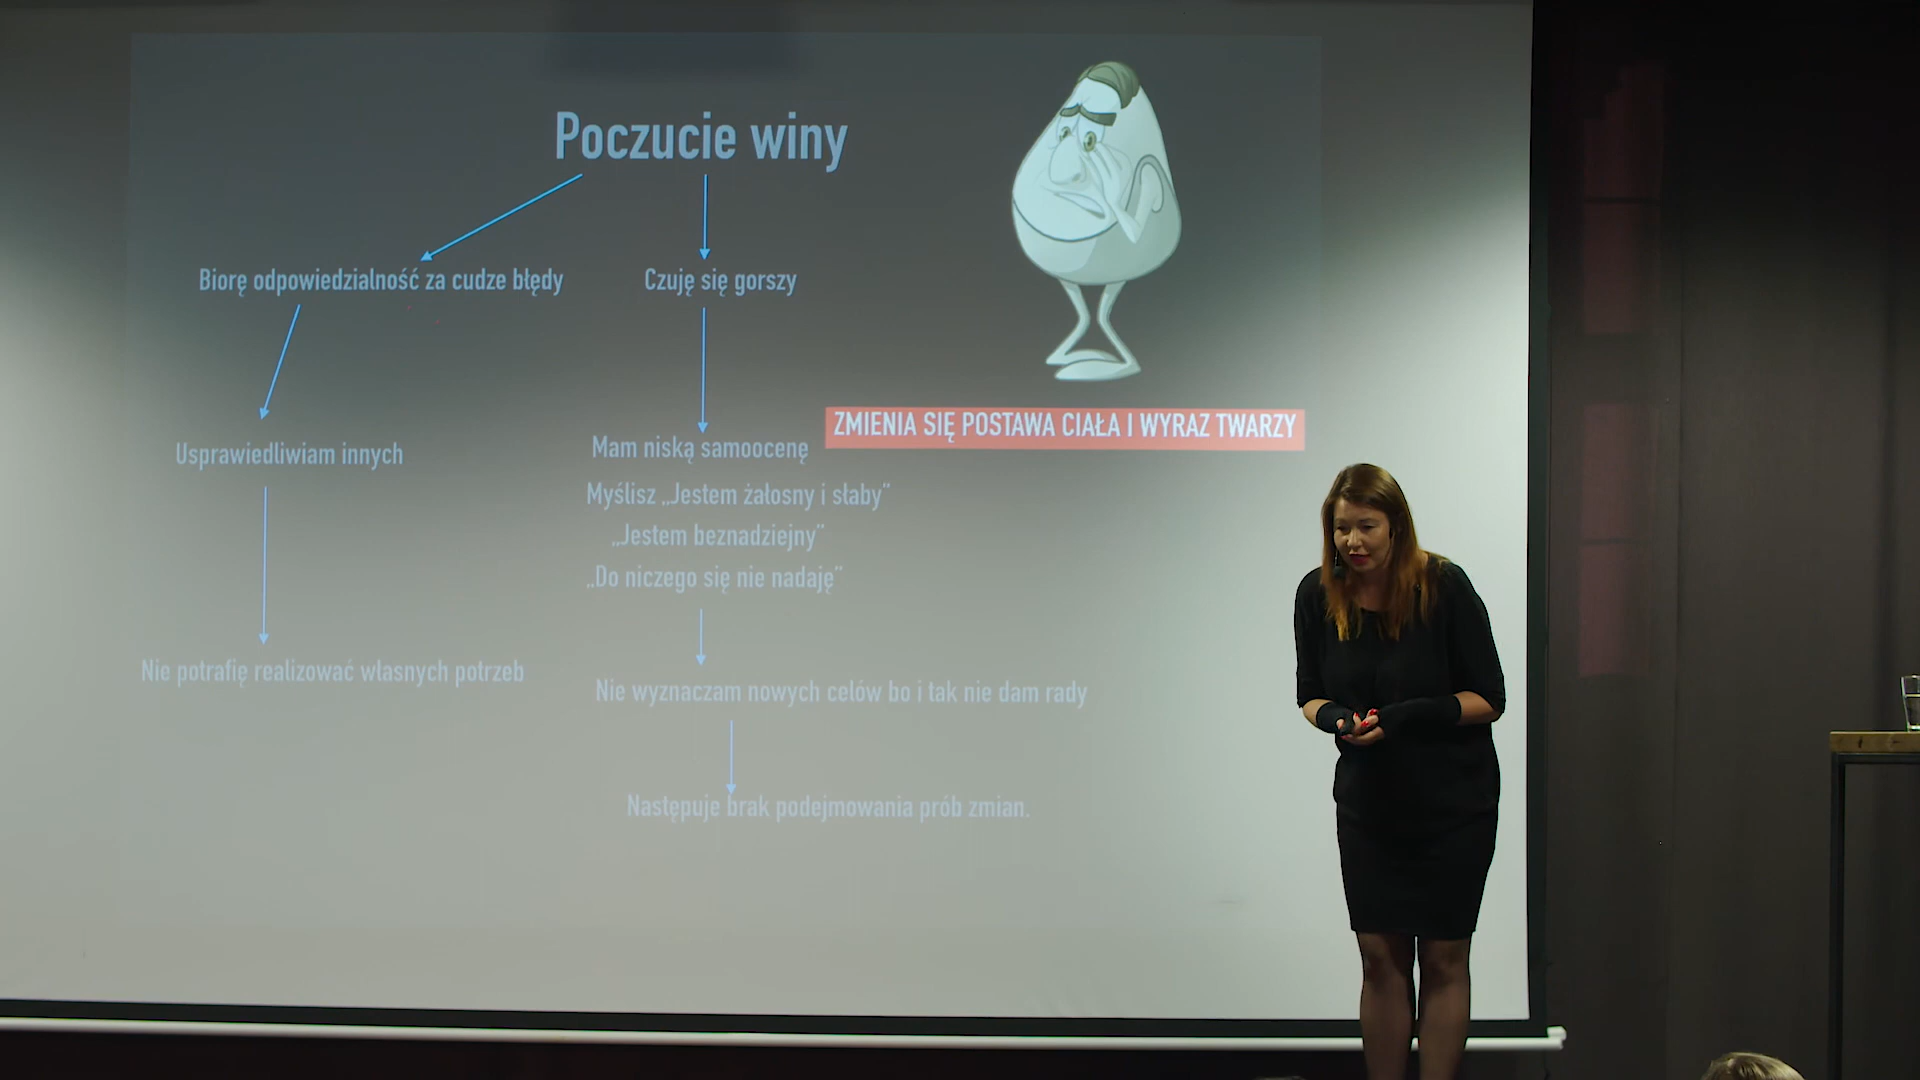 Poczucie winy
Biorę odpowiedzialność za cudze błędy
Czuję się gorszy
ZMIENIA SIĘ POSTAWA CIAŁA I WYRAZ TWARZY
Usprawiedliwiam innych
Mam niską samoocenę
Myślisz „Jestem żałosny i słaby”
„Jestem beznadziejny”
„Do niczego się nie nadaję”
Nie potrafię realizować własnych potrzeb
Nie wyznaczam nowych celów bo i tak nie dam rady
Następuje brak podejmowania prób zmian.